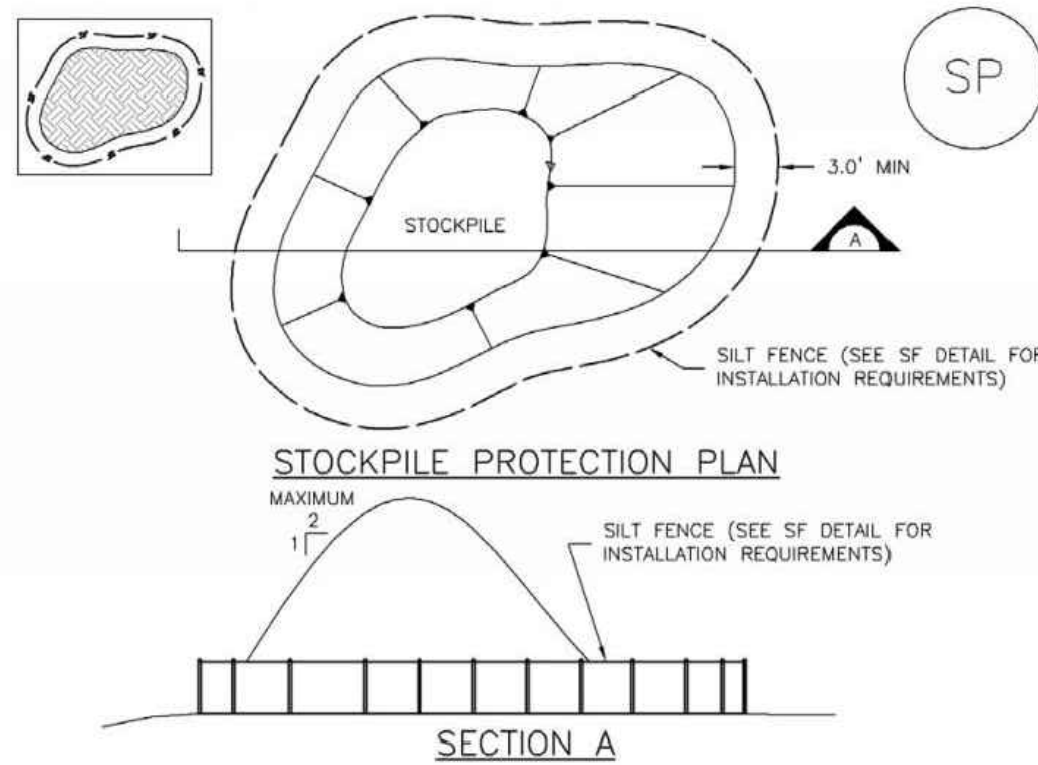 SP
3.0' MIN
STOCKPILE
A
SILT FENCE (SEE SF DETAIL FOR
INSTALLATION REQUIREMENTS)
STOCKPILE PROTECTION PLAN
MAXIMUM
2
1
SILT FENCE (SEE SF DETAIL FOR
INSTALLATION REQUIREMENTS)
SECTION A